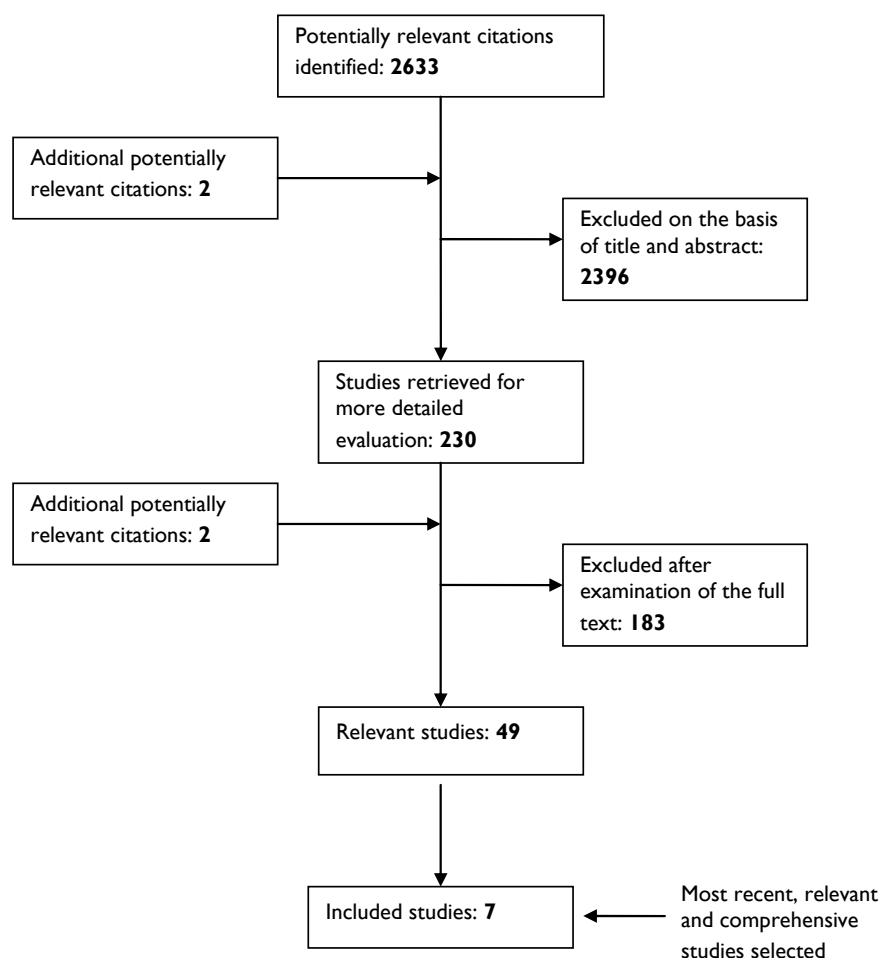 Potentially relevant citations
identified: 2633
Additional potentially
relevant citations: 2
Excluded on the basis
of title and abstract:
2396
Studies retrieved for
more detailed
evaluation: 230
Additional potentially
relevant citations: 2
Excluded after
examination of the full
text: 183
Relevant studies: 49
Included studies: 7
Most recent, relevant
and comprehensive
studies selected